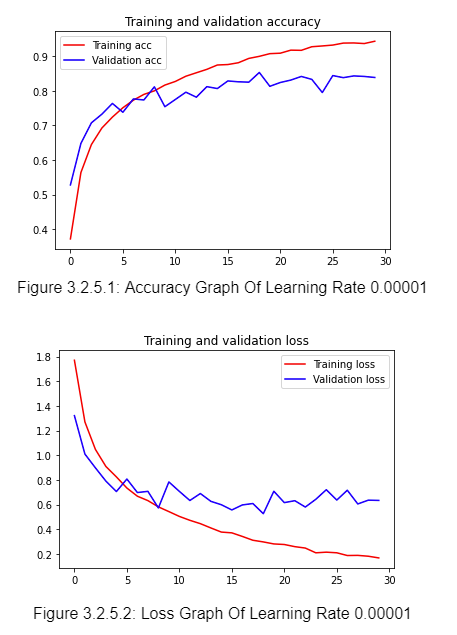 Training and validation accuracy
Training acc
Validation acc
0.9
0.8
0.7
0.6
0.5
0.4
0 5 10 15 20 25 30
Figure 3.2.5.1: Accuracy Graph Of Learning Rate 0.00001
Training and validation loss
Training loss
Validation loss
1.8
1.6
1.4
1.2
1.0
0.8
0.6
0.4
0.2
0 5 10 15 20 25 30
Figure 3.2.5.2: Loss Graph Of Learning Rate 0.00001